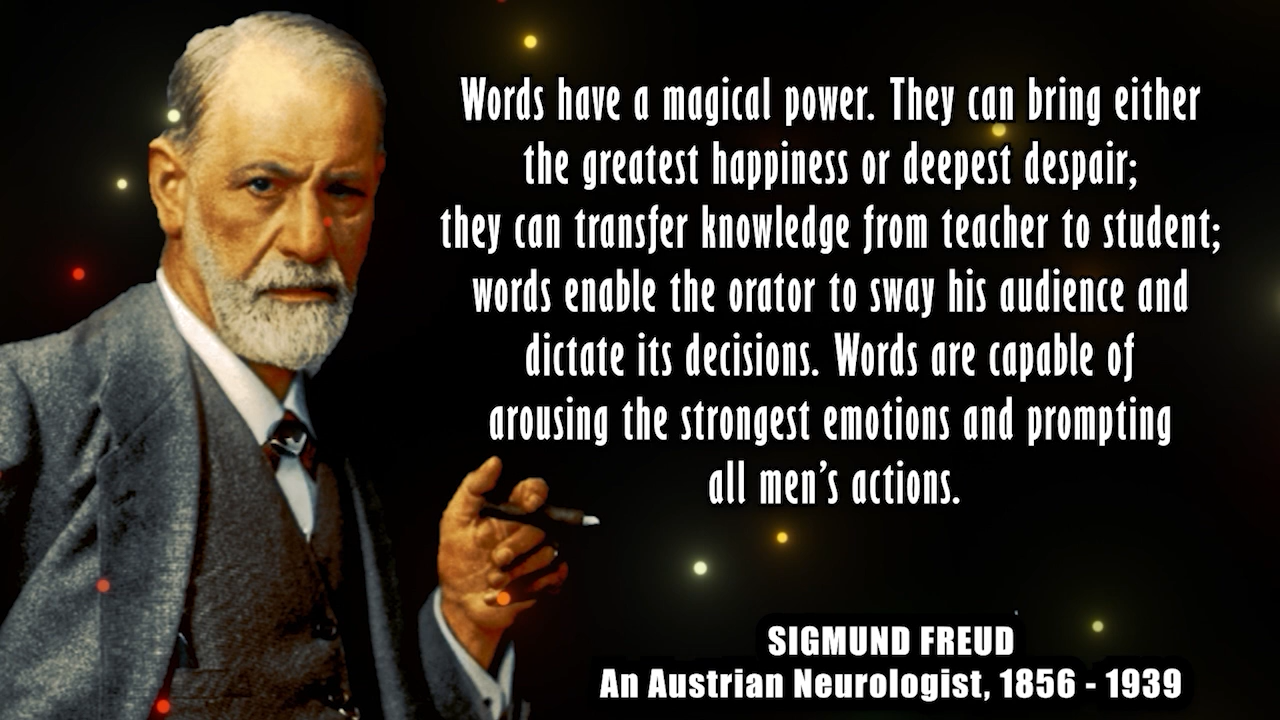 Words have a magical power. They can bring either
the greatest happiness or deepest despair;
they can transfer knowledge from teacher to student;
words enable the orator to sway his audience and
dictate its decisions. Words are capable of
arousing the strongest emotions and prompting
all men’s actions.
SIGMUND FREUD
An Austrian Neurologist, 1856 - 1939